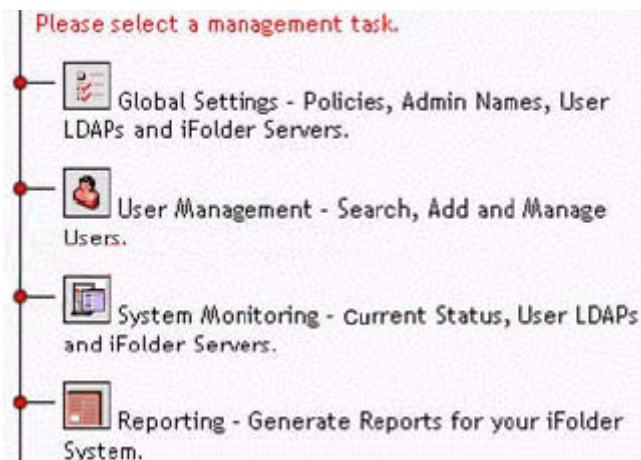 Please select a management task.
Global Settings - Policies, Admin Names, User
LDAPs and iFolder Servers.
User Management - Search, Add and Manage
Users.
System Monitoring - Current Status, User LDAPs
and iFolder Servers.
Reporting - Generate Reports for your iFolder
System.